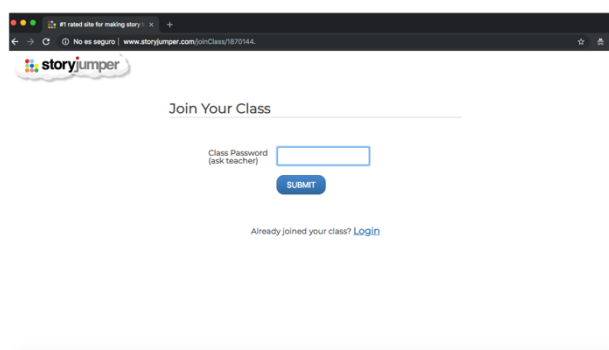 #1 rated site for making story b
No es seguro | www.storyjumper.com/joinClass/1870144.
storyjumper
Join Your Class
Class Password
(ask teacher)
SUBMIT
Already joined your class? Login